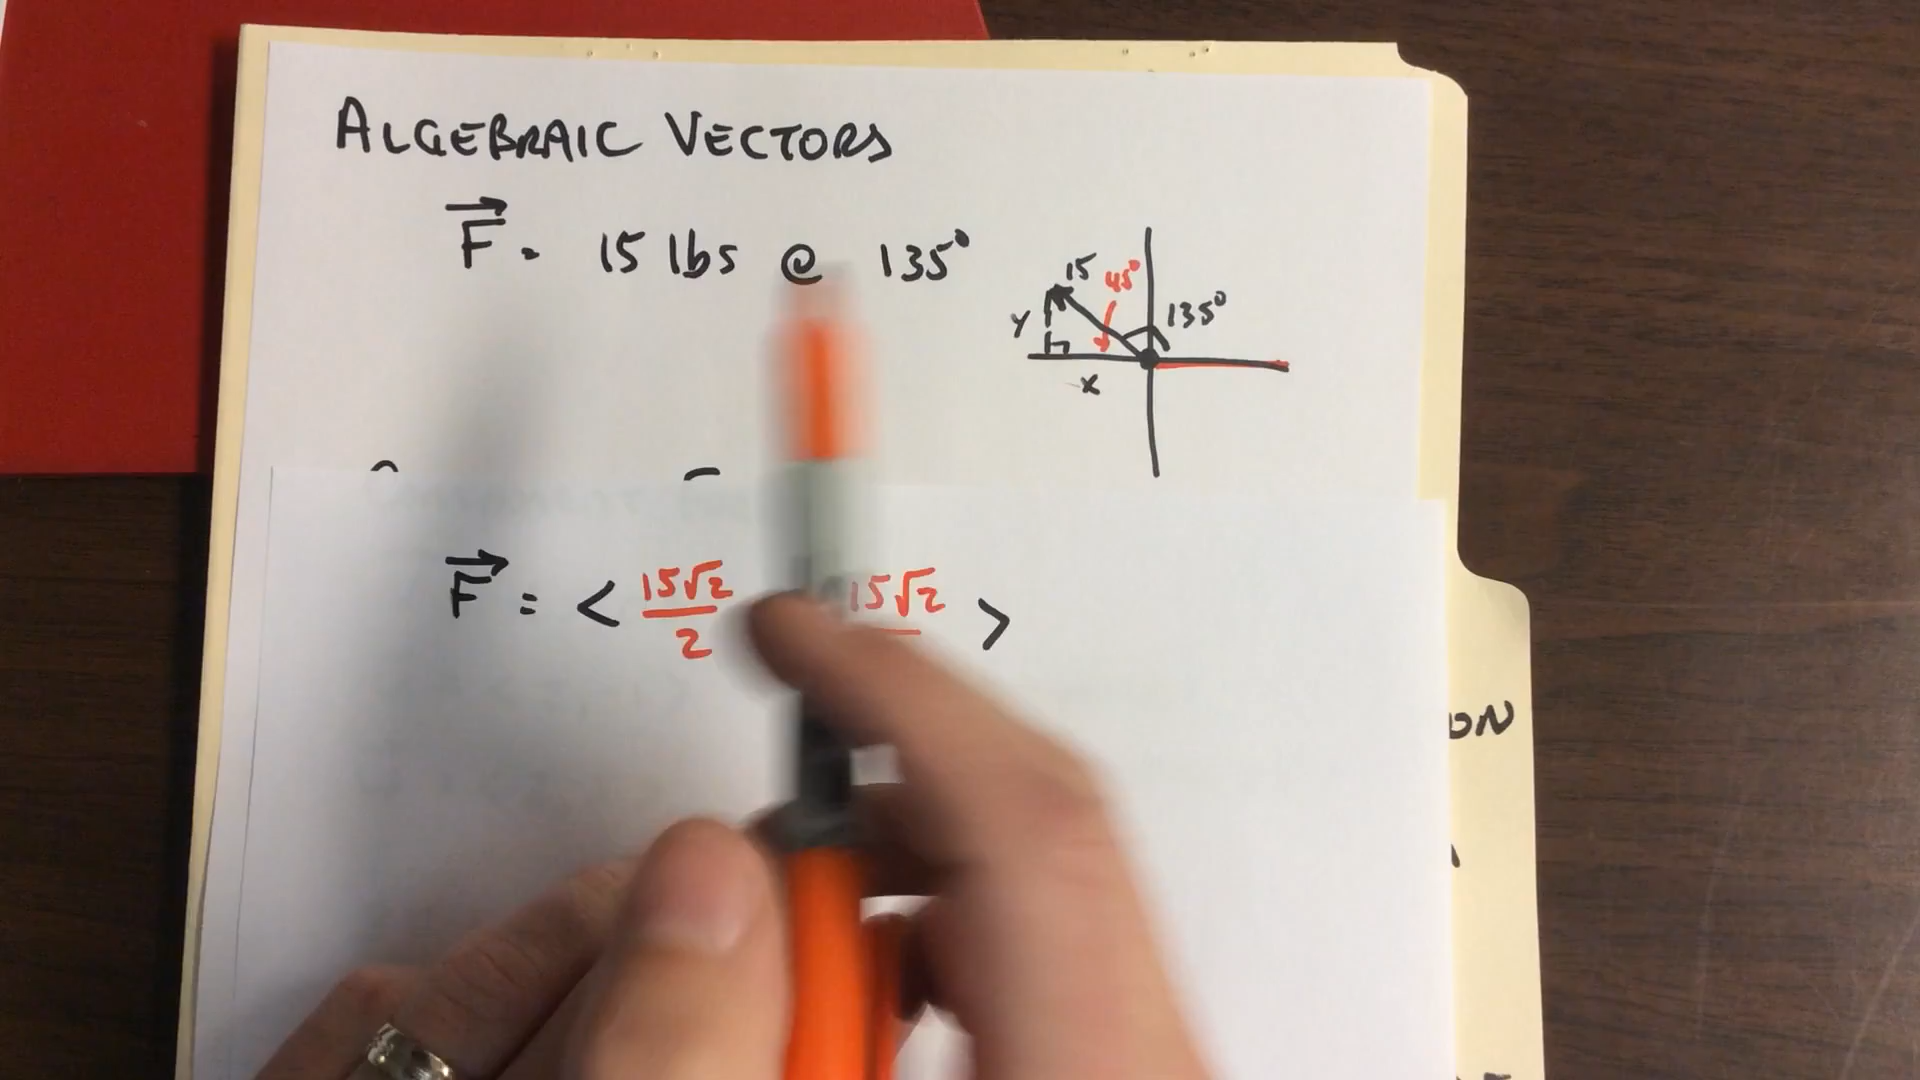 ALGEBRAIC VECTORS
F = 15 lbs @ 135°
15 45°
y 135°
x
F = < 15√2 15√2 >
2
ON